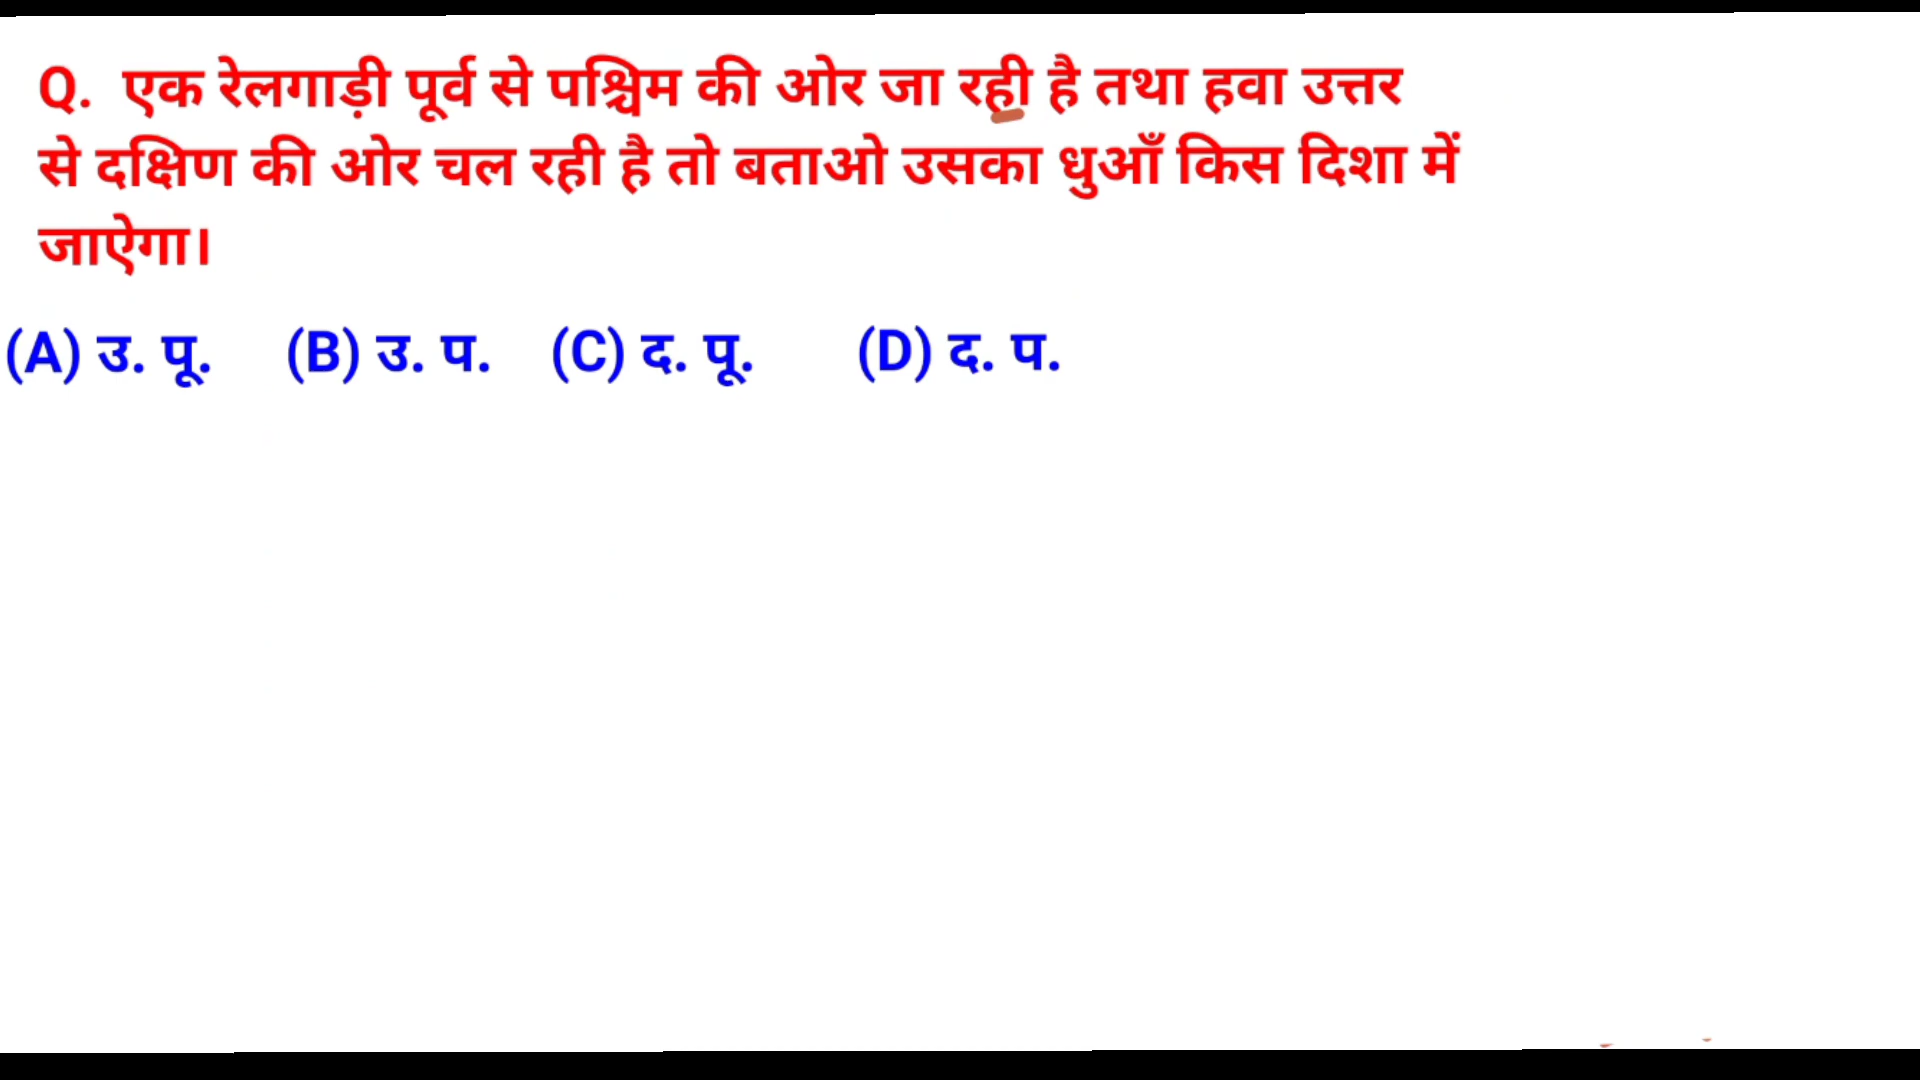 Q. एक रेलगाड़ी पूर्व से पश्चिम की ओर जा रही है तथा हवा उत्तर
से दक्षिण की ओर चल रही है तो बताओ उसका धुआँ किस दिशा में
जाऐगा।
(A) उ. पू. (B) उ. प. (C) द. पू. (D) द. प.